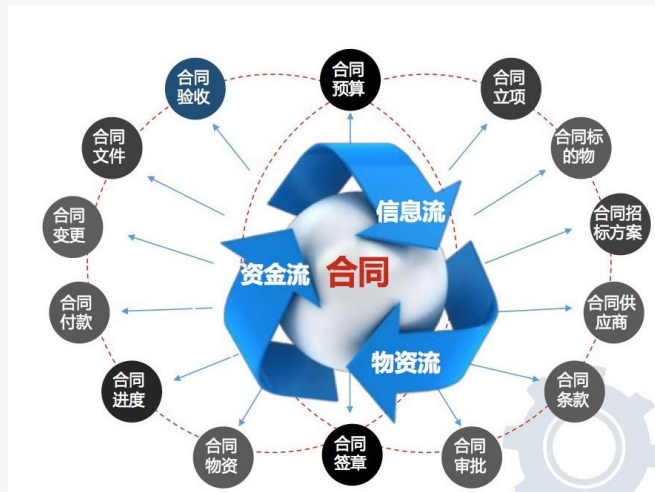 合同
预算
合同
验收
合同
立项
合同
文件
合同标
的物
合同
变更
合同招
标方案
信息流
资金流
合同
物资流
合同
付款
合同供
应商
合同
进度
合同
条款
合同
物资
合同
签章
合同
审批